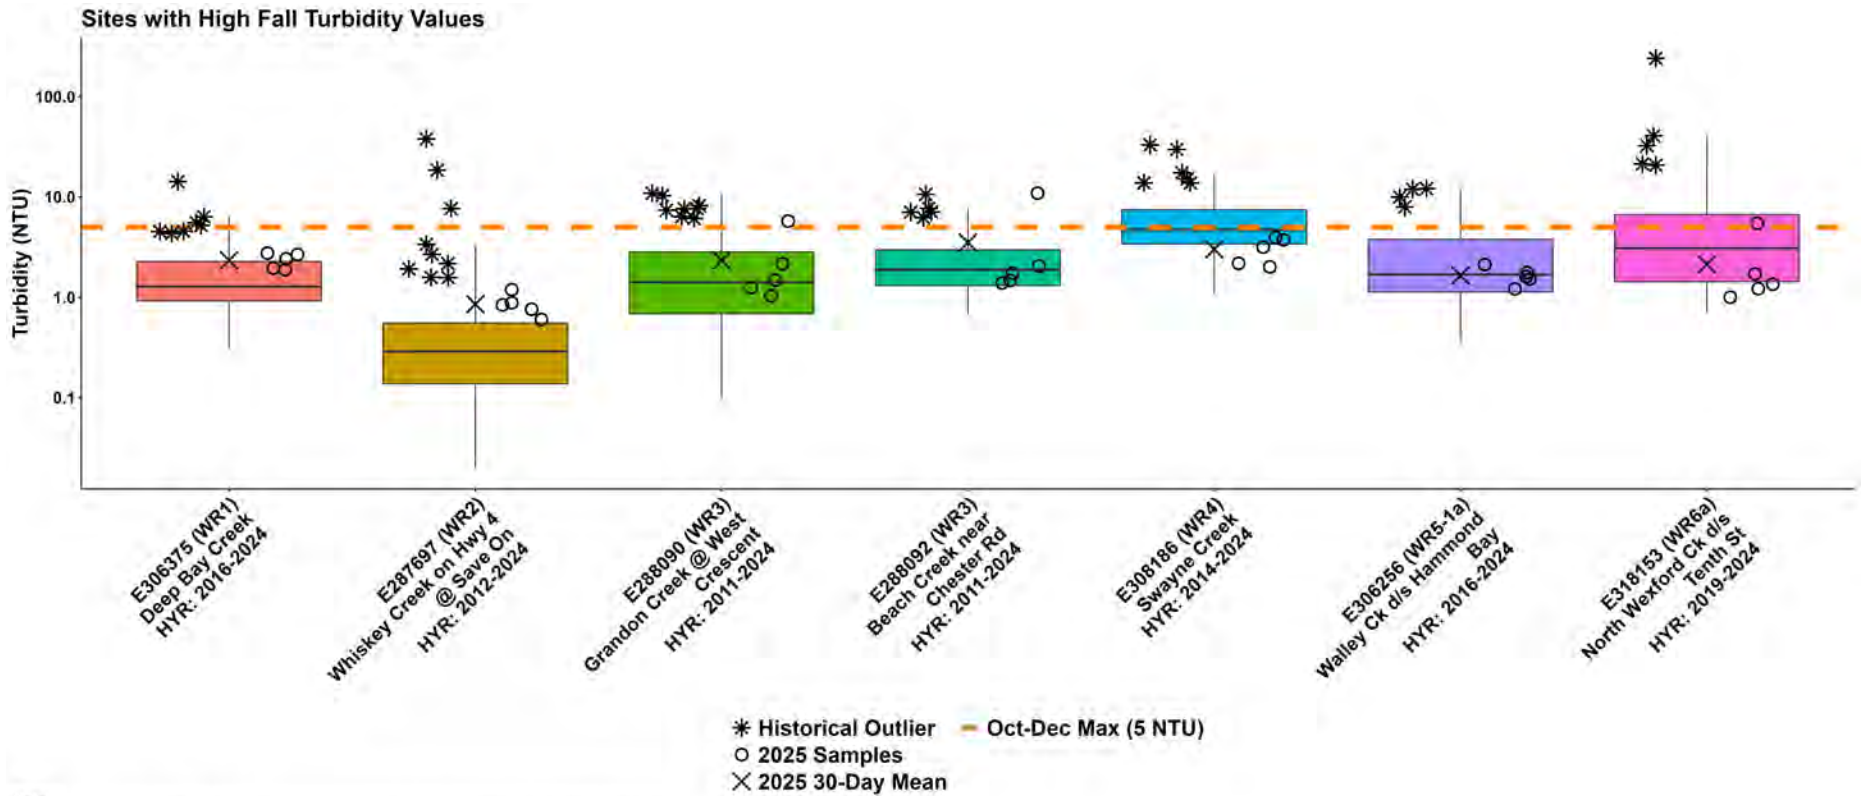 Sites with High Fall Turbidity Values
Turbidity (NTU)
100.0
10.0
1.0
0.1
E306375 (WR1)
Deep Bay Creek
HYR: 2016-2024
E287697 (WR2)
Whiskey Creek on Hwy 4
@ Save On
HYR: 2012-2024
E288090 (WR3)
Grandon Creek @ West
Crescent
HYR: 2011-2024
E288092 (WR3)
Beach Creek near
Chester Rd
HYR: 2011-2024
E308186 (WR4)
Swayne Creek
HYR: 2014-2024
E306256 (WR5-1a)
Walley Ck d/s Hammond
Bay
HYR: 2016-2024
E318153 (WR6a)
North Wexford Ck d/s
Tenth St
HYR: 2019-2024
Historical Outlier
2025 Samples
2025 30-Day Mean
Oct-Dec Max (5 NTU)